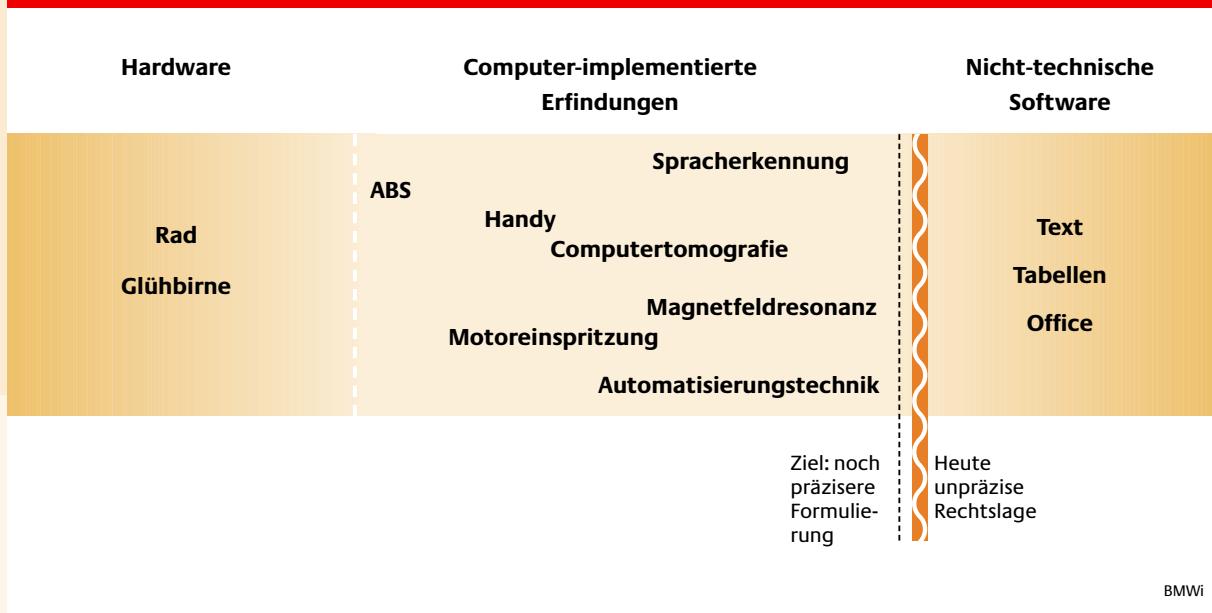 Hardware
Computer-implementierte
Erfindungen
Nicht-technische
Software
Rad
Glühbirne
Spracherkennung
ABS
Handy
Computertomografie
Magnetfeldresonanz
Motoreinspritzung
Automatisierungstechnik
Text
Tabellen
Office
Ziel: noch
präzisere
Formulie-
rung
Heute
unpräzise
Rechtslage
BMWi